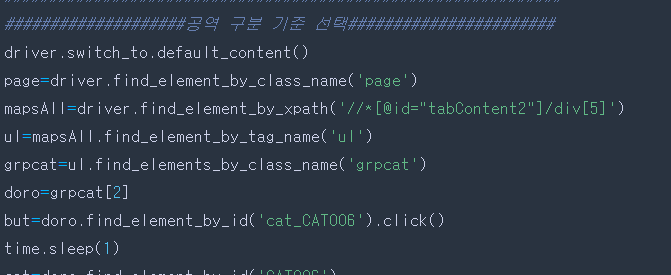 ####################공역 구분 기준 선택#######################
driver.switch_to.default_content()
page=driver.find_element_by_class_name('page')
mapsAll=driver.find_element_by_xpath('//*[@id="tabContent2"]/div[5]')
ul=mapsAll.find_element_by_tag_name('ul')
grpcat=ul.find_elements_by_class_name('grpcat')
doro=grpcat[2]
but=doro.find_element_by_id('cat_CAT006').click()
time.sleep(1)